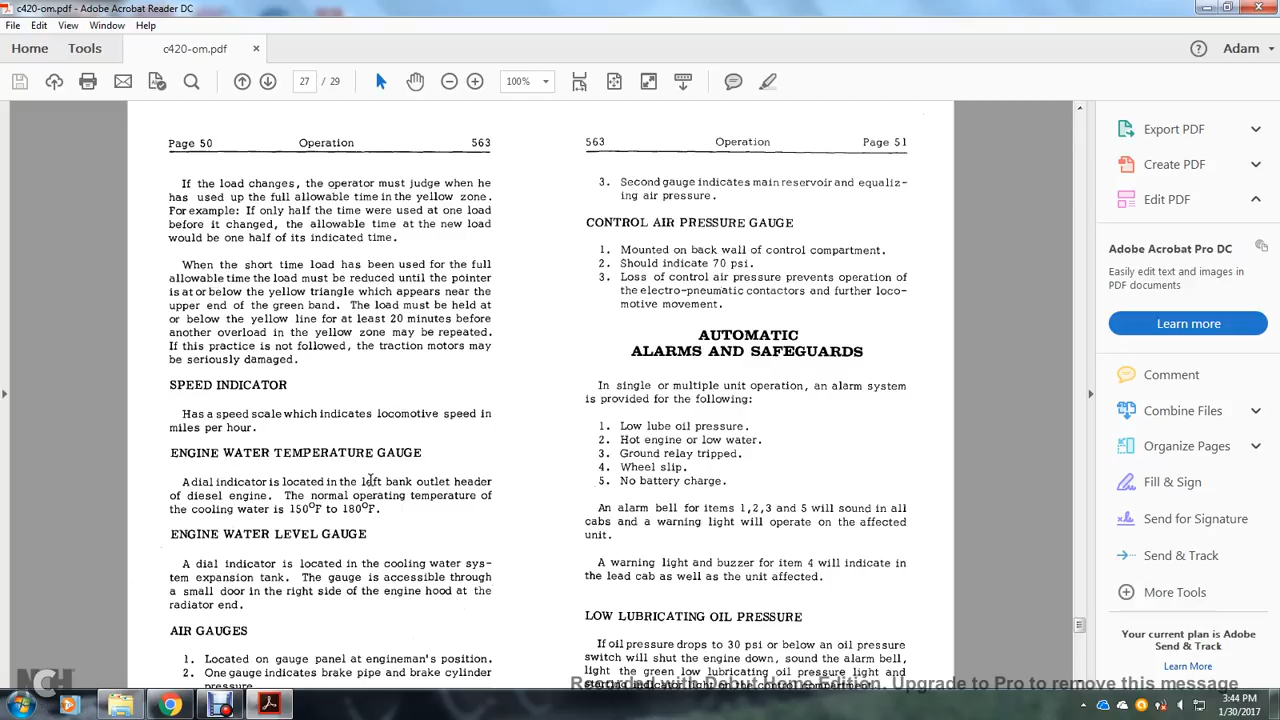 c420-om.pdf - Adobe Acrobat Reader DC
File Edit View Window Help
Home Tools c420-om.pdf × Adam
27 / 29 100%
Page 50 Operation 563
If the load changes, the operator must judge when he
has used up the full allowable time in the yellow zone.
For example: If only half the time were used at one load
before it changed, the allowable time at the new load
would be one half of its indicated time.
When the short time load has been used for the full
allowable time the load must be reduced until the pointer
is at or below the yellow triangle which appears near the
upper end of the green band. The load must be held at
or below the yellow line for at least 20 minutes before
another overload in the yellow zone may be repeated.
If this practice is not followed, the traction motors may
be seriously damaged.
SPEED INDICATOR
Has a speed scale which indicates locomotive speed in
miles per hour.
ENGINE WATER TEMPERATURE GAUGE
A dial indicator is located in the left bank outlet header
of diesel engine. The normal operating temperature of
the cooling water is 150°F to 180°F.
ENGINE WATER LEVEL GAUGE
A dial indicator is located in the cooling water sys-
tem expansion tank. The gauge is accessible through
a small door in the right side of the engine hood at the
radiator end.
AIR GAUGES
1. Located on gauge panel at engineman's position.
2. One gauge indicates brake pipe and brake cylinder
pressure.
563 Operation Page 51
3. Second gauge indicates main reservoir and equaliz-
ing air pressure.
CONTROL AIR PRESSURE GAUGE
1. Mounted on back wall of control compartment.
2. Should indicate 70 psi.
3. Loss of control air pressure prevents operation of
the electro-pneumatic contactors and further loco-
motive movement.
AUTOMATIC
ALARMS AND SAFEGUARDS
In single or multiple unit operation, an alarm system
is provided for the following:
1. Low lube oil pressure.
2. Hot engine or low water.
3. Ground relay tripped.
4. Wheel slip.
5. No battery charge.
An alarm bell for items 1,2,3 and 5 will sound in all
cabs and a warning light will operate on the affected
unit.
A warning light and buzzer for item 4 will indicate in
the lead cab as well as the unit affected.
LOW LUBRICATING OIL PRESSURE
If oil pressure drops to 30 psi or below an oil pressure
switch will shut the engine down, sound the alarm bell,
light the green low lubricating oil pressure light and
Export PDF
Create PDF
Edit PDF
Adobe Acrobat Pro DC
Easily edit text and images in
PDF documents
Learn more
Comment
Combine Files
Organize Pages
Fill & Sign
Send for Signature
Send & Track
More Tools
Your current plan is Adobe
Send & Track
Learn More
Recorded with Debut Home Edition. Upgrade to Pro to remove this message
NCH
3:44 PM
1/30/2017